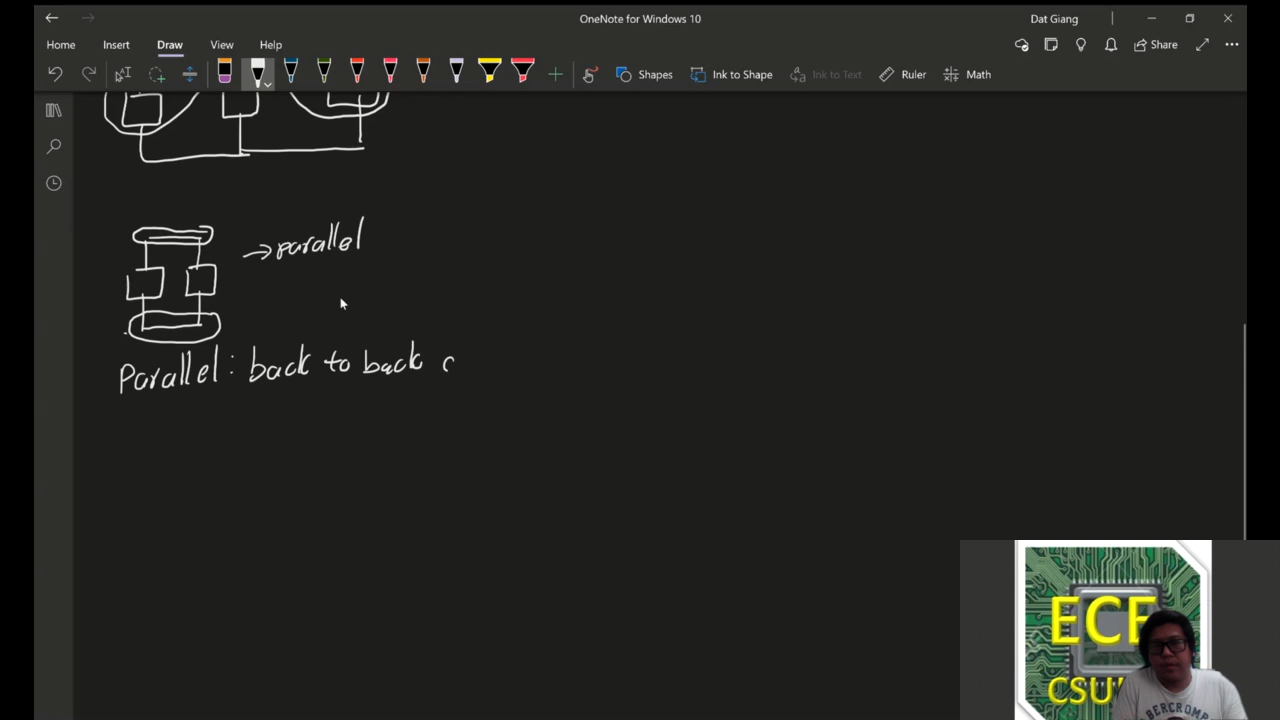 OneNote for Windows 10
Dat Giang
Home
Insert
Draw
View
Help
Share
Shapes
Ink to Shape
Ink to Text
Ruler
Math
→parallel
Parallel: back to back c
ECE
CSU
ABERCROM